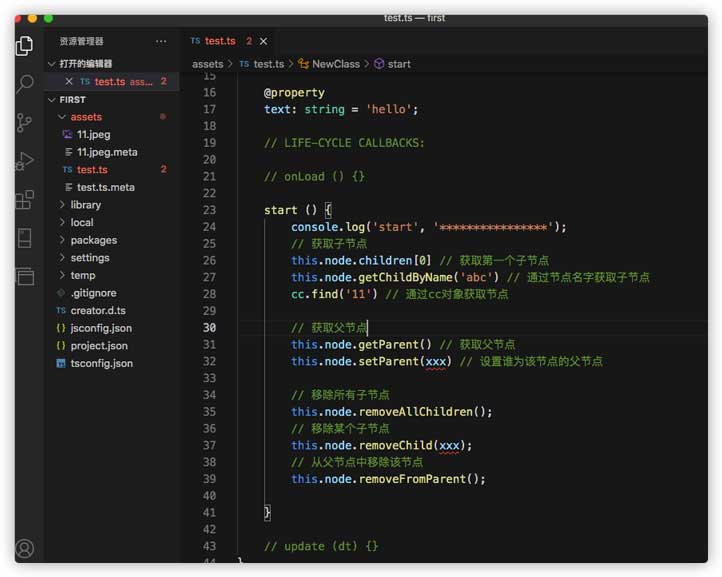 test.ts — first
资源管理器 ···
打开的编辑器
TS test.ts ass... 2
FIRST
assets
11.jpeg
11.jpeg.meta
TS test.ts 2
test.ts.meta
library
local
packages
settings
temp
.gitignore
TS creator.d.ts
{} jsconfig.json
{} project.json
tsconfig.json
TS test.ts 2 ×
assets > TS test.ts > NewClass > start
15
16 @property
17 text: string = 'hello';
18
19 // LIFE-CYCLE CALLBACKS:
20
21 // onLoad () {}
22
23 start () {
24 console.log('start', '****************');
25 // 获取子节点
26 this.node.children[0] // 获取第一个子节点
27 this.node.getChildByName('abc') // 通过节点名字获取子节点
28 cc.find('11') // 通过cc对象获取节点
29
30 // 获取父节点
31 this.node.getParent() // 获取父节点
32 this.node.setParent(xxx) // 设置谁为该节点的父节点
33
34 // 移除所有子节点
35 this.node.removeAllChildren();
36 // 移除某个子节点
37 this.node.removeChild(xxx);
38 // 从父节点中移除该节点
39 this.node.removeFromParent();
40
41 }
42
43 // update (dt) {}
44 }